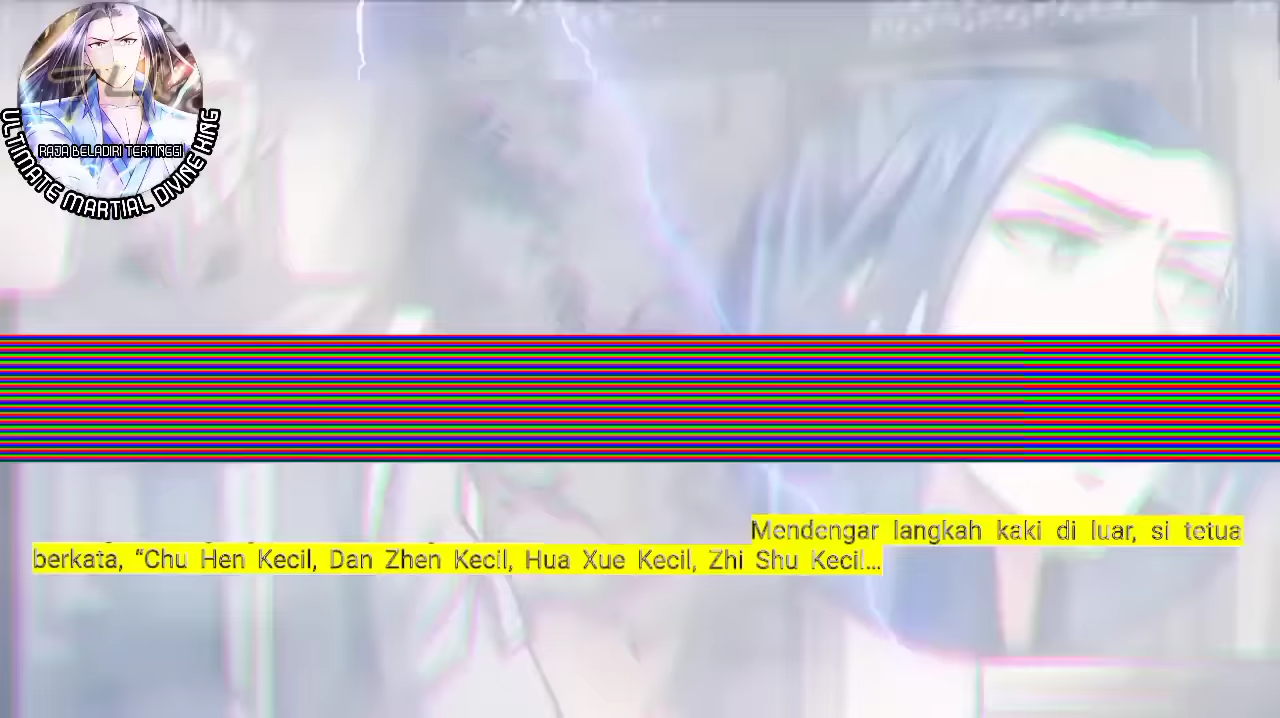 RAJA BELADIRI TERTINGGI
ULTIMATE MARTIAL DIVINE KING
Mendengar langkah kaki di luar, si tetua
berkata, “Chu Hen Kecil, Dan Zhen Kecil, Hua Xue Kecil, Zhi Shu Kecil...